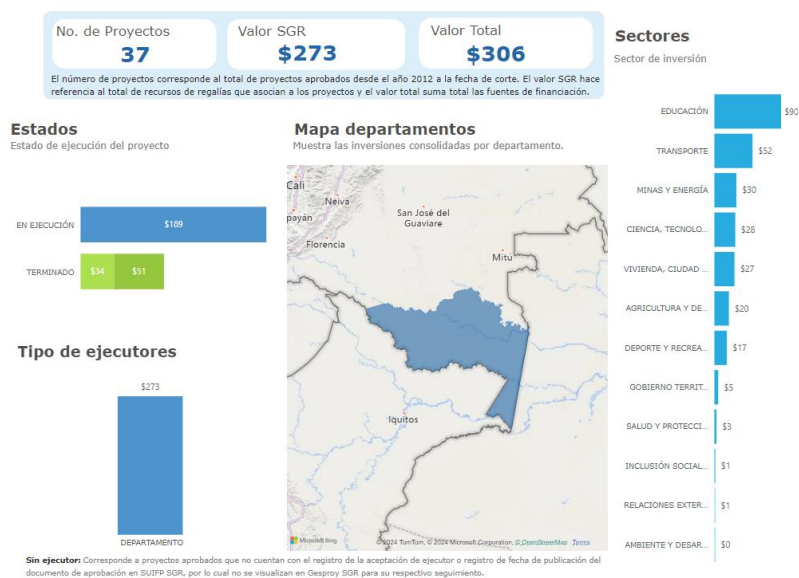 No. de Proyectos
37
Valor SGR
$273
Valor Total
$306
El número de proyectos corresponde al total de proyectos aprobados desde el año 2012 a la fecha de corte. El valor SGR hace
referencia al total de recursos de regalías que asocian a los proyectos y el valor total suma total las fuentes de financiación.
Estados
Estado de ejecución del proyecto
EN EJECUCIÓN
$189
TERMINADO
$34
$51
Tipo de ejecutores
$273
DEPARTAMENTO
Mapa departamentos
Muestra las inversiones consolidadas por departamento.
Cali
Neiva
payán
San José del
Guaviare
Florencia
Mitú
Iquitos
Microsoft Bing
© 2024 TomTom, © 2024 Microsoft Corporation, © OpenStreetMap Terms
Sectores
Sector de inversión
EDUCACIÓN
$90
TRANSPORTE
$52
MINAS Y ENERGÍA
$30
CIENCIA, TECNOLO...
$28
VIVIENDA, CIUDAD ...
$27
AGRICULTURA Y DE...
$20
DEPORTE Y RECREA...
$17
GOBIERNO TERRIT...
$5
SALUD Y PROTECCI...
$3
INCLUSIÓN SOCIAL...
$1
RELACIONES EXTER...
$1
AMBIENTE Y DESAR...
$0
Sin ejecutor: Corresponde a proyectos aprobados que no cuentan con el registro de la aceptación de ejecutor o registro de fecha de publicación del
documento de aprobación en SUIFP SGR, por lo cual no se visualizan en Gesproy SGR para su respectivo seguimiento.